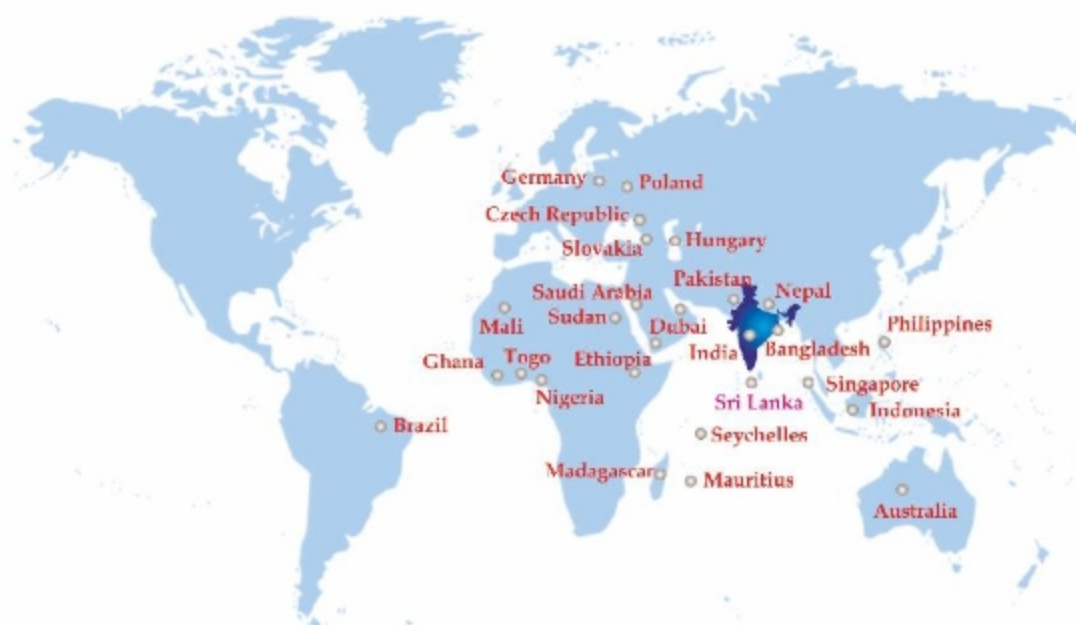 Germany
Poland
Czech Republic
Slovakia
Hungary
Pakistan
Nepal
Saudi Arabia
Sudan
Mali
Dubai
Philippines
India
Bangladesh
Ghana
Togo
Ethiopia
Nigeria
Singapore
Sri Lanka
Indonesia
Brazil
Seychelles
Madagascar
Mauritius
Australia